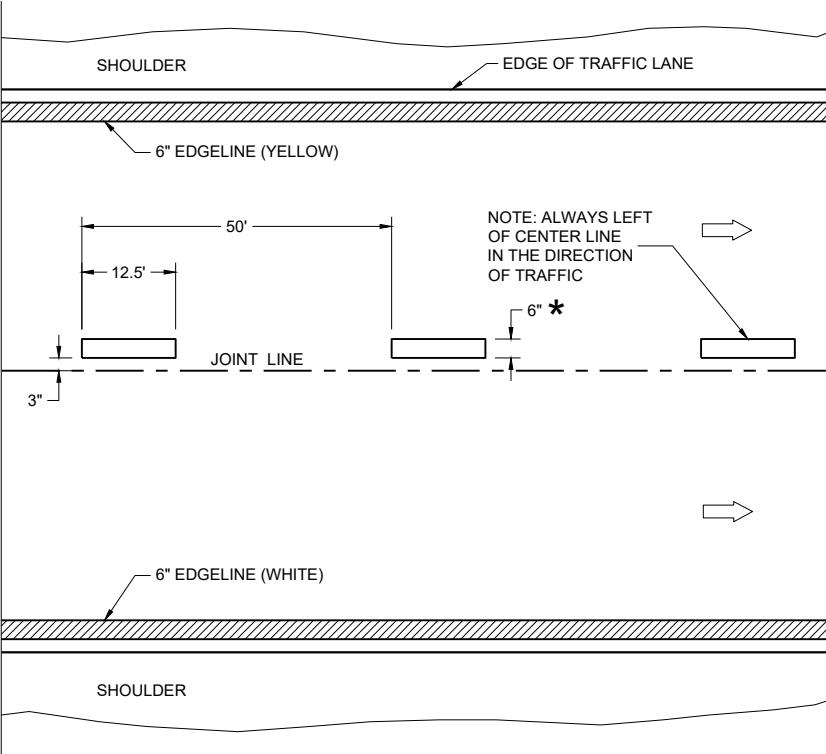 SHOULDER
EDGE OF TRAFFIC LANE
6" EDGELINE (YELLOW)
50'
NOTE: ALWAYS LEFT
OF CENTER LINE
IN THE DIRECTION
OF TRAFFIC
12.5'
6" *
JOINT LINE
3"
6" EDGELINE (WHITE)
SHOULDER